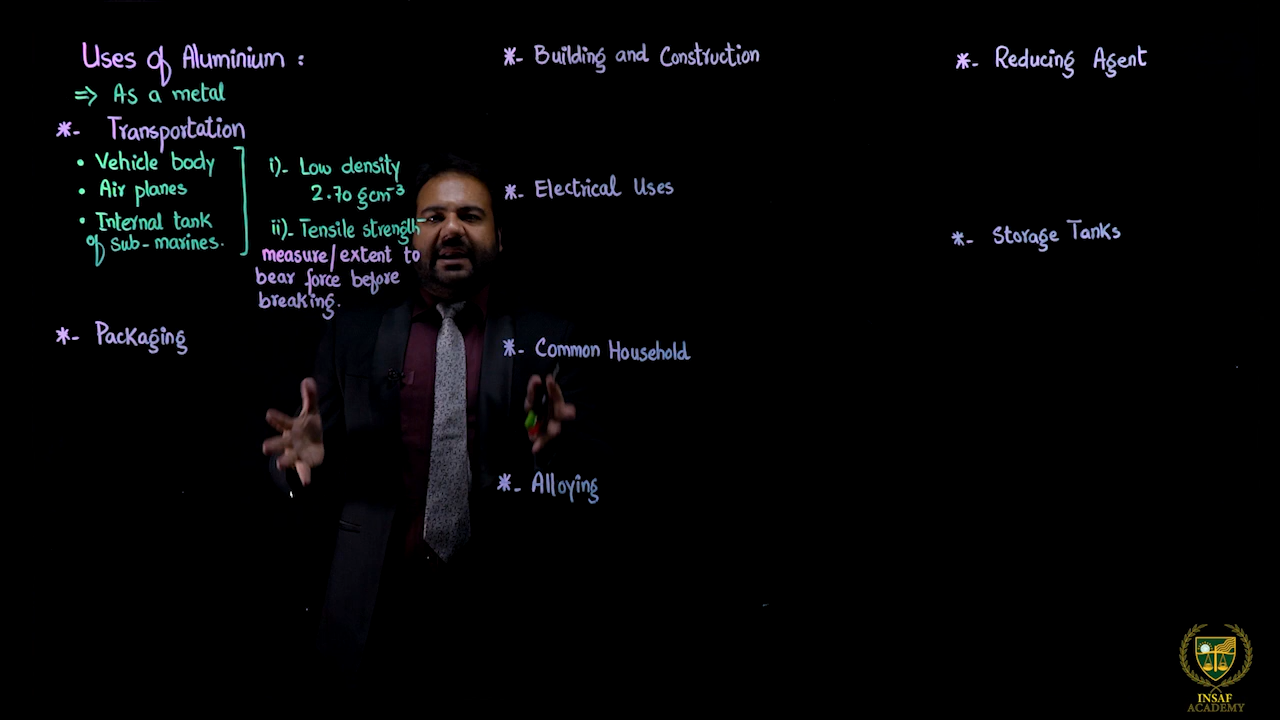 Uses of Aluminium :
=> As a metal
*- Transportation
• Vehicle body
• Air planes
• Internal tank
of sub-marines.
i)- Low density
2.70 gcm⁻³
ii)- Tensile strength
measure/extent to
bear force before
breaking.
*- Packaging
*- Building and Construction
*- Electrical Uses
*- Common Household
*- Alloying
*- Reducing Agent
*- Storage Tanks
INSAF
ACADEMY